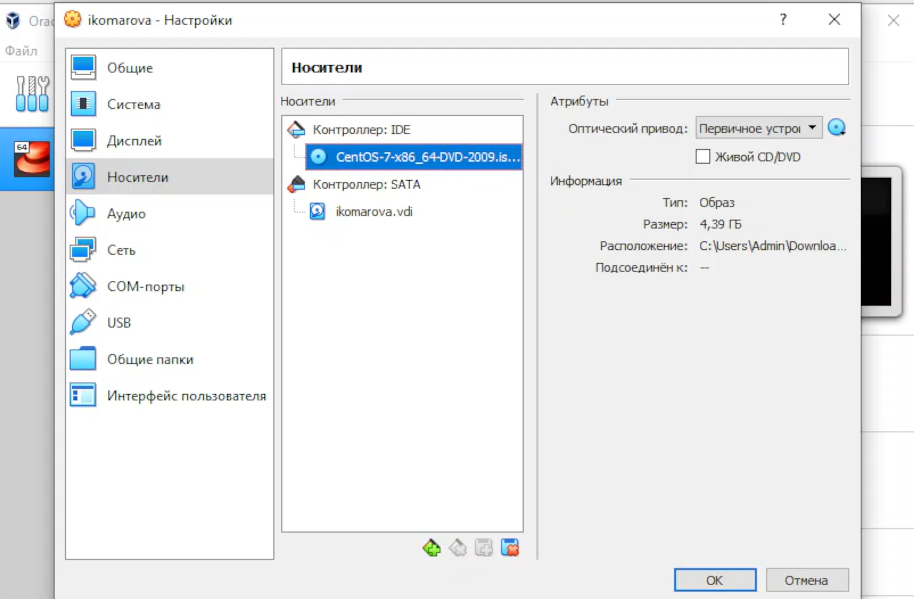 ikomarova - Настройки
?
Orac
Файл
64
Общие
Система
Дисплей
Носители
Аудио
Сеть
COM-порты
USB
Общие папки
Интерфейс пользователя
Носители
Носители
Контроллер: IDE
CentOS-7-x86_64-DVD-2009.is...
Контроллер: SATA
ikomarova.vdi
Атрибуты
Оптический привод: Первичное устрої
Живой CD/DVD
Информация
Тип: Образ
Размер: 4,39 ГБ
Расположение: C:\Users\Admin\Downloa...
Подсоединён к: --
OK
Отмена